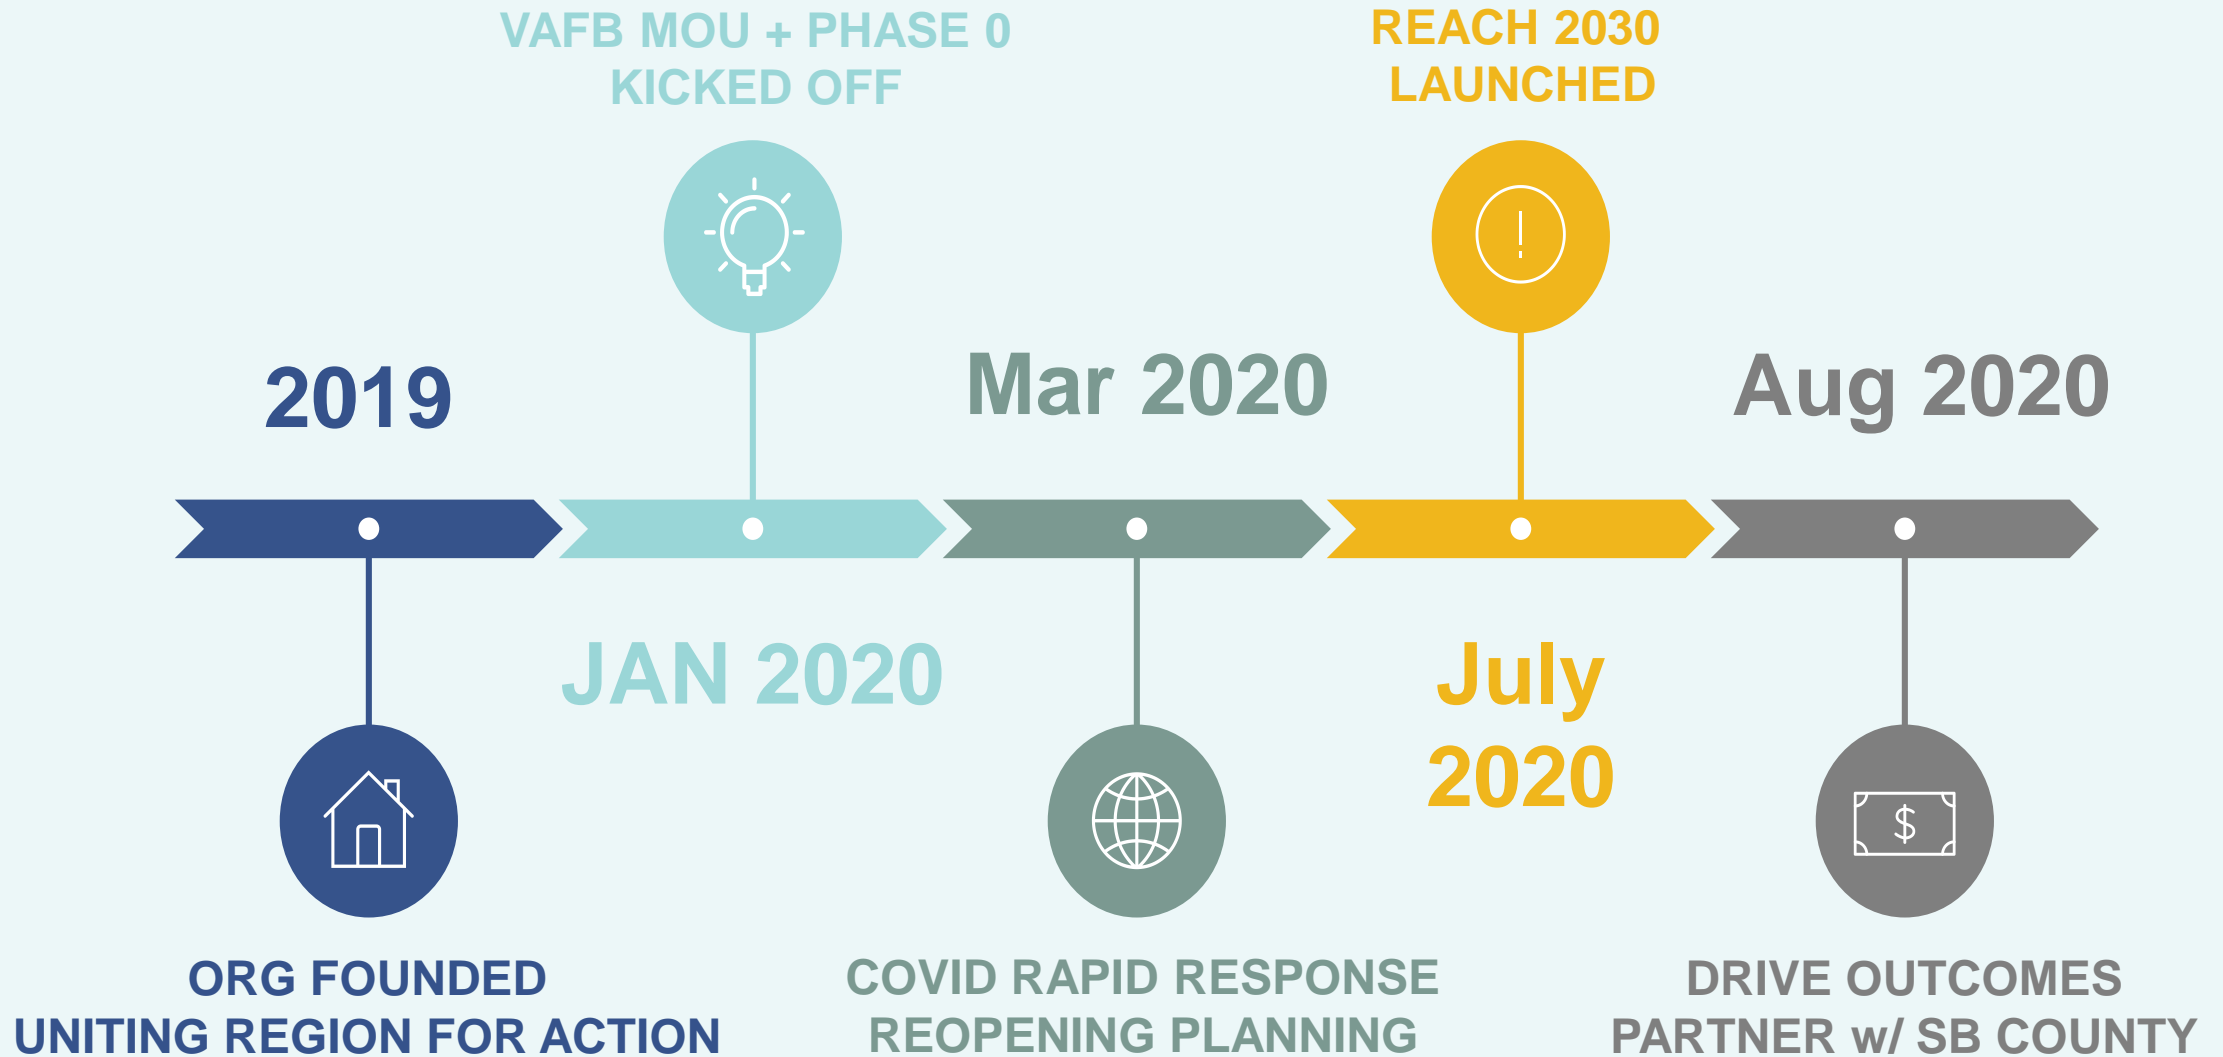 VAFB MOU + PHASE 0
KICKED OFF
REACH 2030
LAUNCHED
2019
Mar 2020
Aug 2020
JAN 2020
July
2020
$
ORG FOUNDED
UNITING REGION FOR ACTION
COVID RAPID RESPONSE
REOPENING PLANNING
DRIVE OUTCOMES
PARTNER w/ SB COUNTY